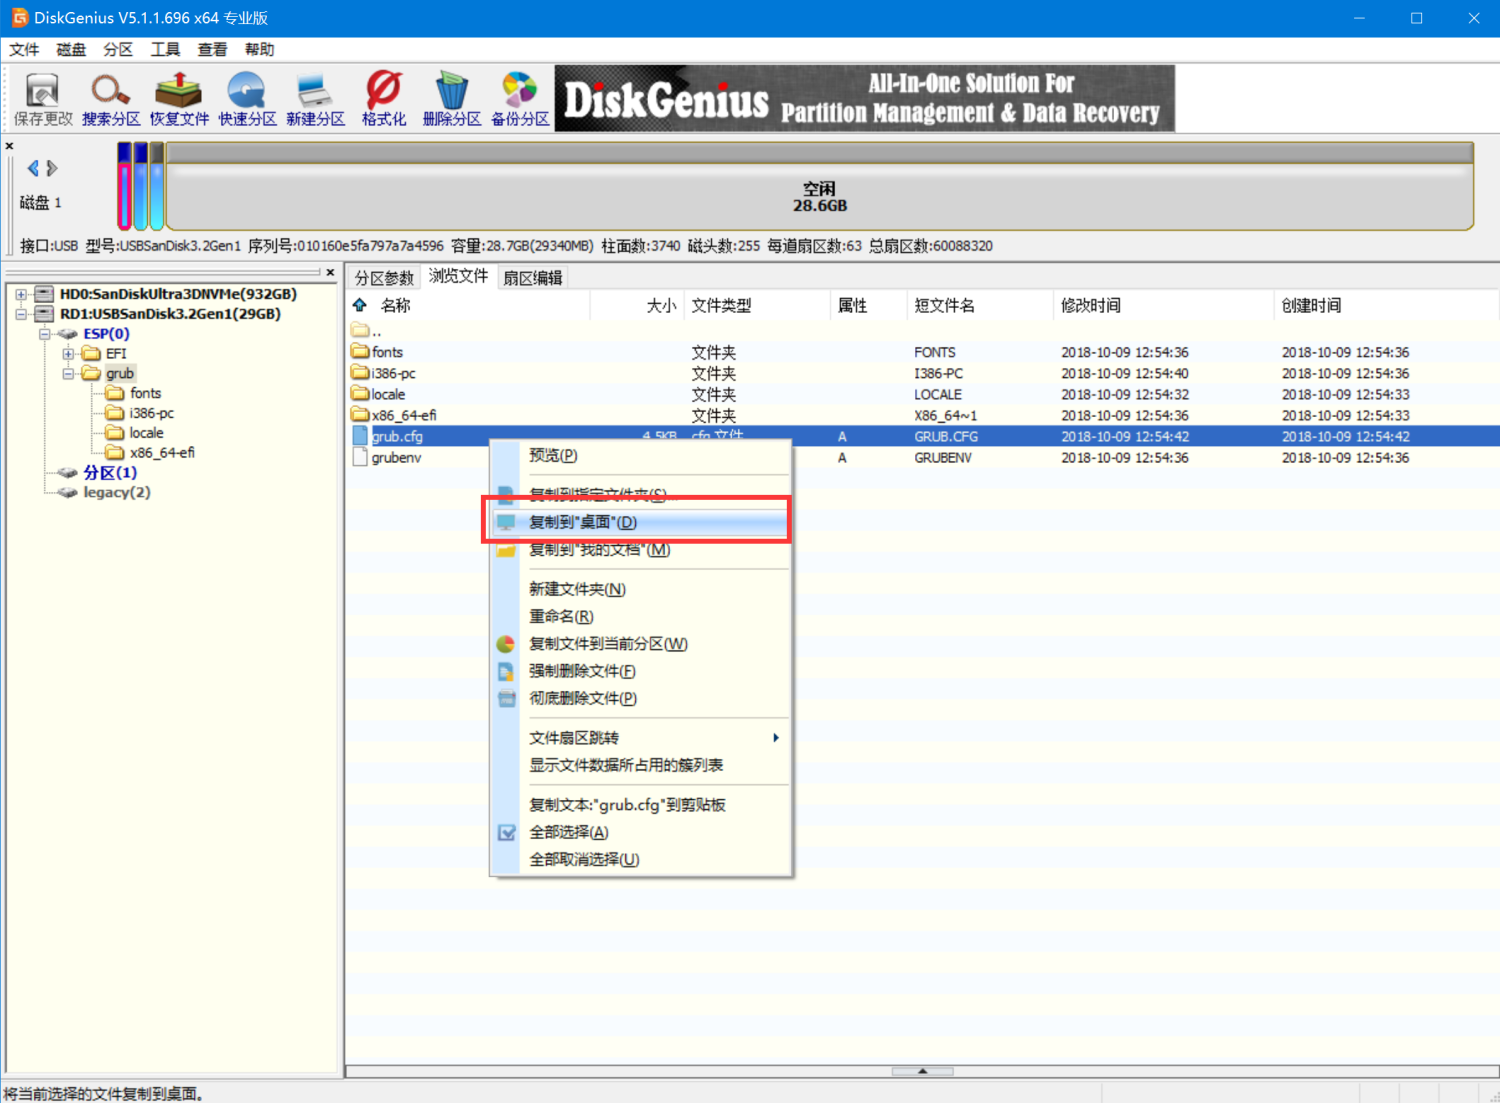 DiskGenius V5.1.1.696 x64 专业版
文件 磁盘 分区 工具 查看 帮助
保存更改 搜索分区 恢复文件 快速分区 新建分区 格式化 删除分区 备份分区
DiskGenius
All-In-One Solution For
Partition Management & Data Recovery
磁盘 1
空闲
28.6GB
接口:USB 型号:USBSanDisk3.2Gen1 序列号:010160e5fa797a7a4596 容量:28.7GB(29340MB) 柱面数:3740 磁头数:255 每道扇区数:63 总扇区数:60088320
HD0:SanDiskUltra3DNVMe(932GB)
RD1:USBSanDisk3.2Gen1(29GB)
ESP(0)
EFI
grub
fonts
i386-pc
locale
x86_64-efi
分区(1)
legacy(2)
分区参数 浏览文件 扇区编辑
名称 大小 文件类型 属性 短文件名 修改时间 创建时间
..
fonts 文件夹 FONTS 2018-10-09 12:54:36 2018-10-09 12:54:36
i386-pc 文件夹 I386-PC 2018-10-09 12:54:40 2018-10-09 12:54:36
locale 文件夹 LOCALE 2018-10-09 12:54:32 2018-10-09 12:54:33
x86_64-efi 文件夹 X86_64~1 2018-10-09 12:54:36 2018-10-09 12:54:33
grub.cfg 4.5KB cfg 文件 A GRUB.CFG 2018-10-09 12:54:42 2018-10-09 12:54:42
grubenv A GRUBENV 2018-10-09 12:54:36 2018-10-09 12:54:36
预览(P)
复制到指定文件夹(S)...
复制到"桌面"(D)
复制到"我的文档"(M)
新建文件夹(N)
重命名(R)
复制文件到当前分区(W)
强制删除文件(F)
彻底删除文件(P)
文件扇区跳转
显示文件数据所占用的簇列表
复制文本:"grub.cfg"到剪贴板
全部选择(A)
全部取消选择(U)
将当前选择的文件复制到桌面。